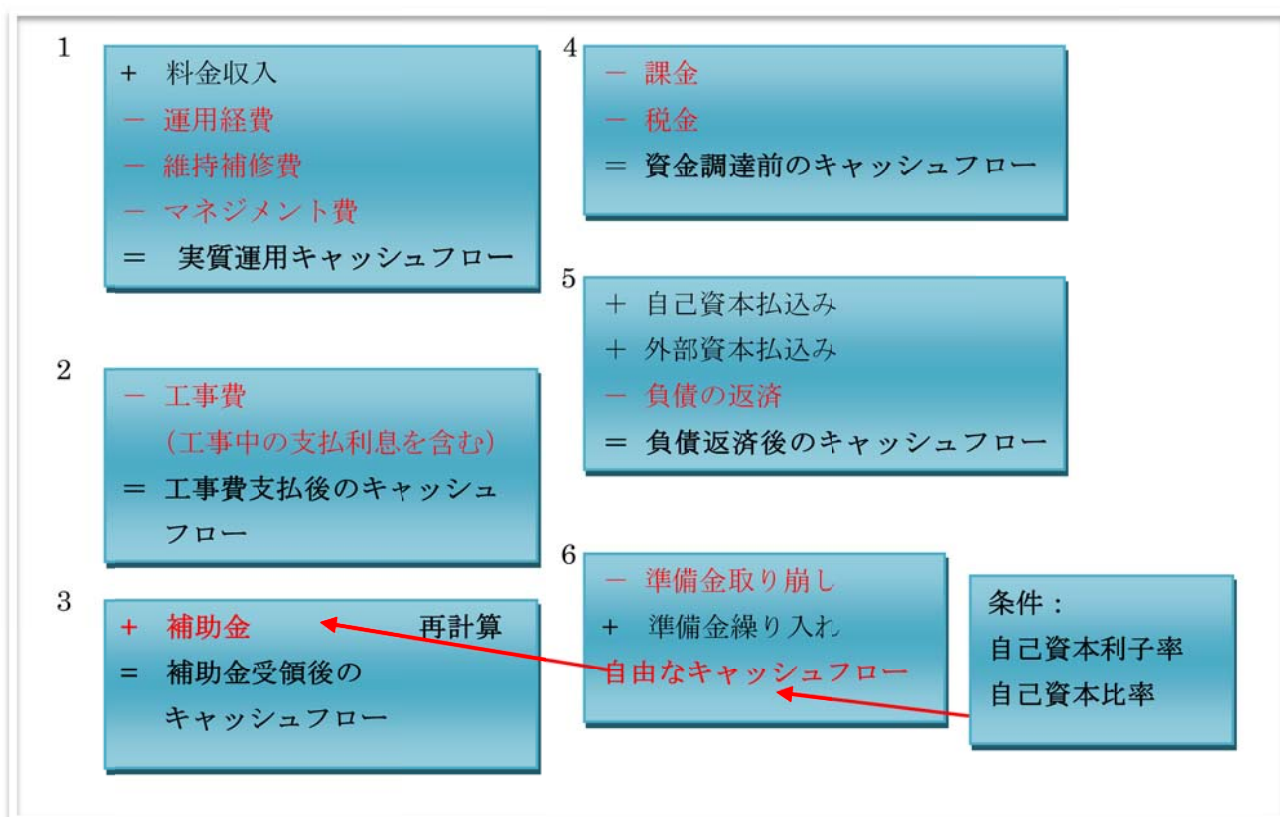 1
+ 料金収入
− 運用経費
− 維持補修費
− マネジメント費
= 実質運用キャッシュフロー
2
− 工事費
(工事中の支払利息を含む)
= 工事費支払後のキャッシュ
フロー
3
+ 補助金 再計算
= 補助金受領後の
キャッシュフロー
4
− 課金
− 税金
= 資金調達前のキャッシュフロー
5
+ 自己資本払込み
+ 外部資本払込み
− 負債の返済
= 負債返済後のキャッシュフロー
6
− 準備金取り崩し
+ 準備金繰り入れ
自由なキャッシュフロー
条件：
自己資本利子率
自己資本比率